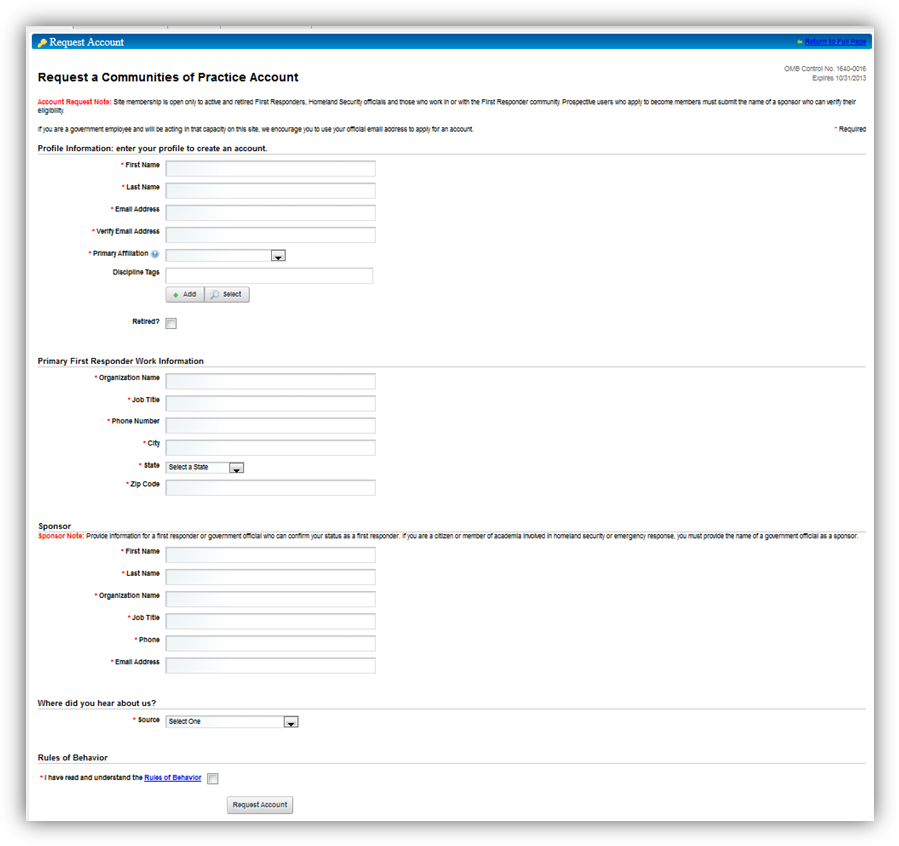 Request Account
Return to Full Page
OMB Control No. 1640-0016
Expires 10/31/2013
Request a Communities of Practice Account
Account Request Note: Site membership is open only to active and retired First Responders, Homeland Security officials and those who work in or with the First Responder community. Prospective users who apply to become members must submit the name of a sponsor who can verify their
eligibility.
If you are a government employee and will be acting in that capacity on this site, we encourage you to use your official email address to apply for an account.
* Required
Profile Information: enter your profile to create an account.
* First Name
* Last Name
* Email Address
* Verify Email Address
* Primary Affiliation
Discipline Tags
Add Select
Retired?
Primary First Responder Work Information
* Organization Name
* Job Title
* Phone Number
* City
* State Select a State
* Zip Code
Sponsor
Sponsor Note: Provide information for a first responder or government official who can confirm your status as a first responder. If you are a citizen or member of academia involved in homeland security or emergency response, you must provide the name of a government official as a sponsor.
* First Name
* Last Name
* Organization Name
* Job Title
* Phone
* Email Address
Where did you hear about us?
* Source Select One
Rules of Behavior
* I have read and understand the Rules of Behavior
Request Account